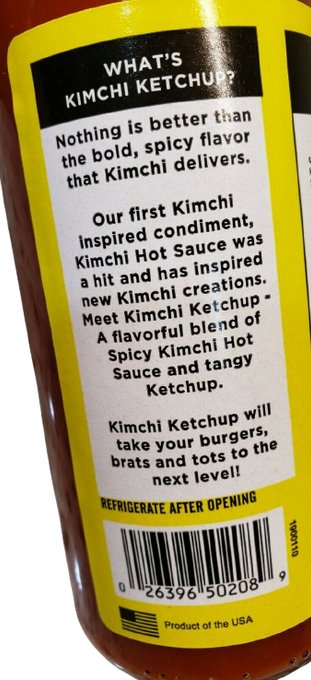 WHAT'S
KIMCHI KETCHUP?
Nothing is better than
the bold, spicy flavor
that Kimchi delivers.
Our first Kimchi
inspired condiment,
Kimchi Hot Sauce was
a hit and has inspired
new Kimchi creations.
Meet Kimchi Ketchup -
A flavorful blend of
Spicy Kimchi Hot
Sauce and tangy
Ketchup.
Kimchi Ketchup will
take your burgers,
brats and tots to the
next level!
REFRIGERATE AFTER OPENING
0 26396 50208 9
1900110
Product of the USA